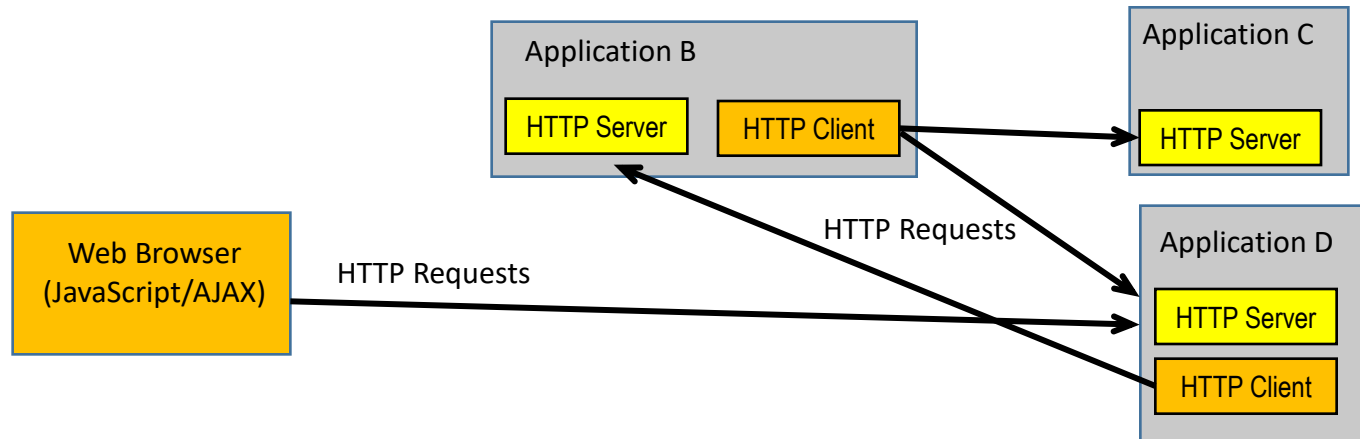 Application B
HTTP Server
HTTP Client
Application C
HTTP Server
Web Browser
(JavaScript/AJAX)
HTTP Requests
HTTP Requests
Application D
HTTP Server
HTTP Client